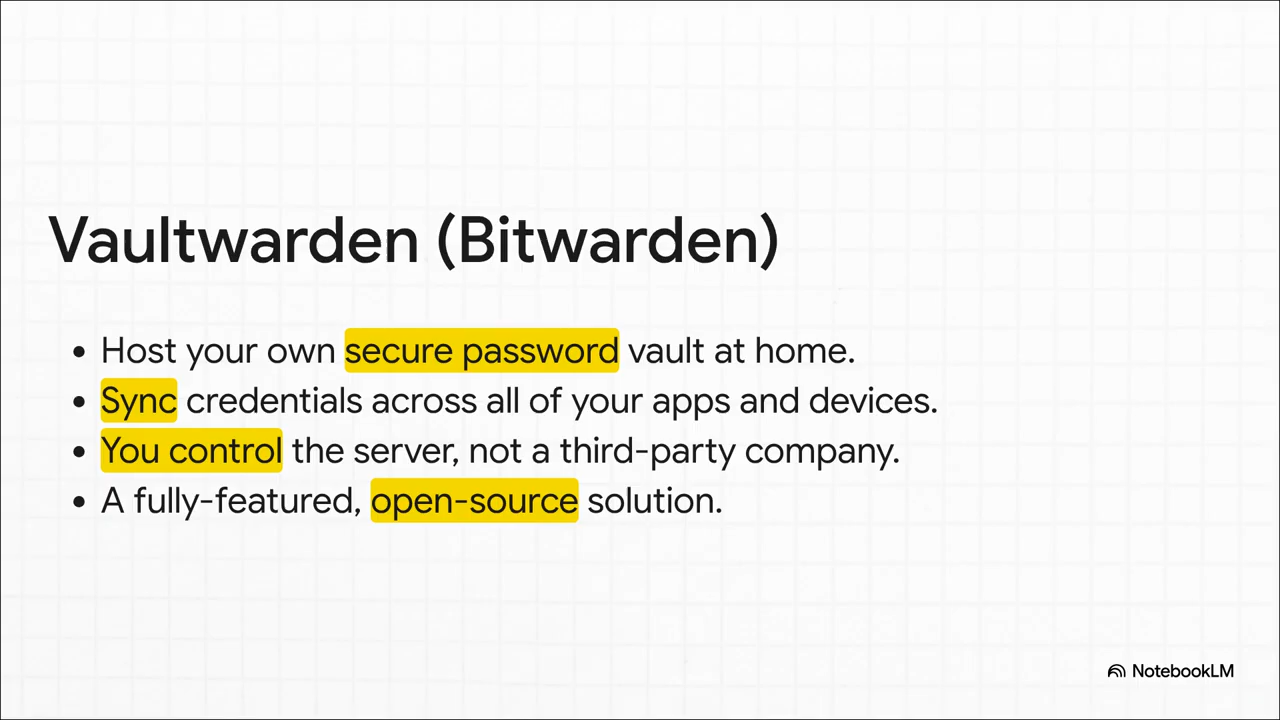 Vaultwarden (Bitwarden)
• Host your own secure password vault at home.
• Sync credentials across all of your apps and devices.
• You control the server, not a third-party company.
• A fully-featured, open-source solution.
NotebookLM